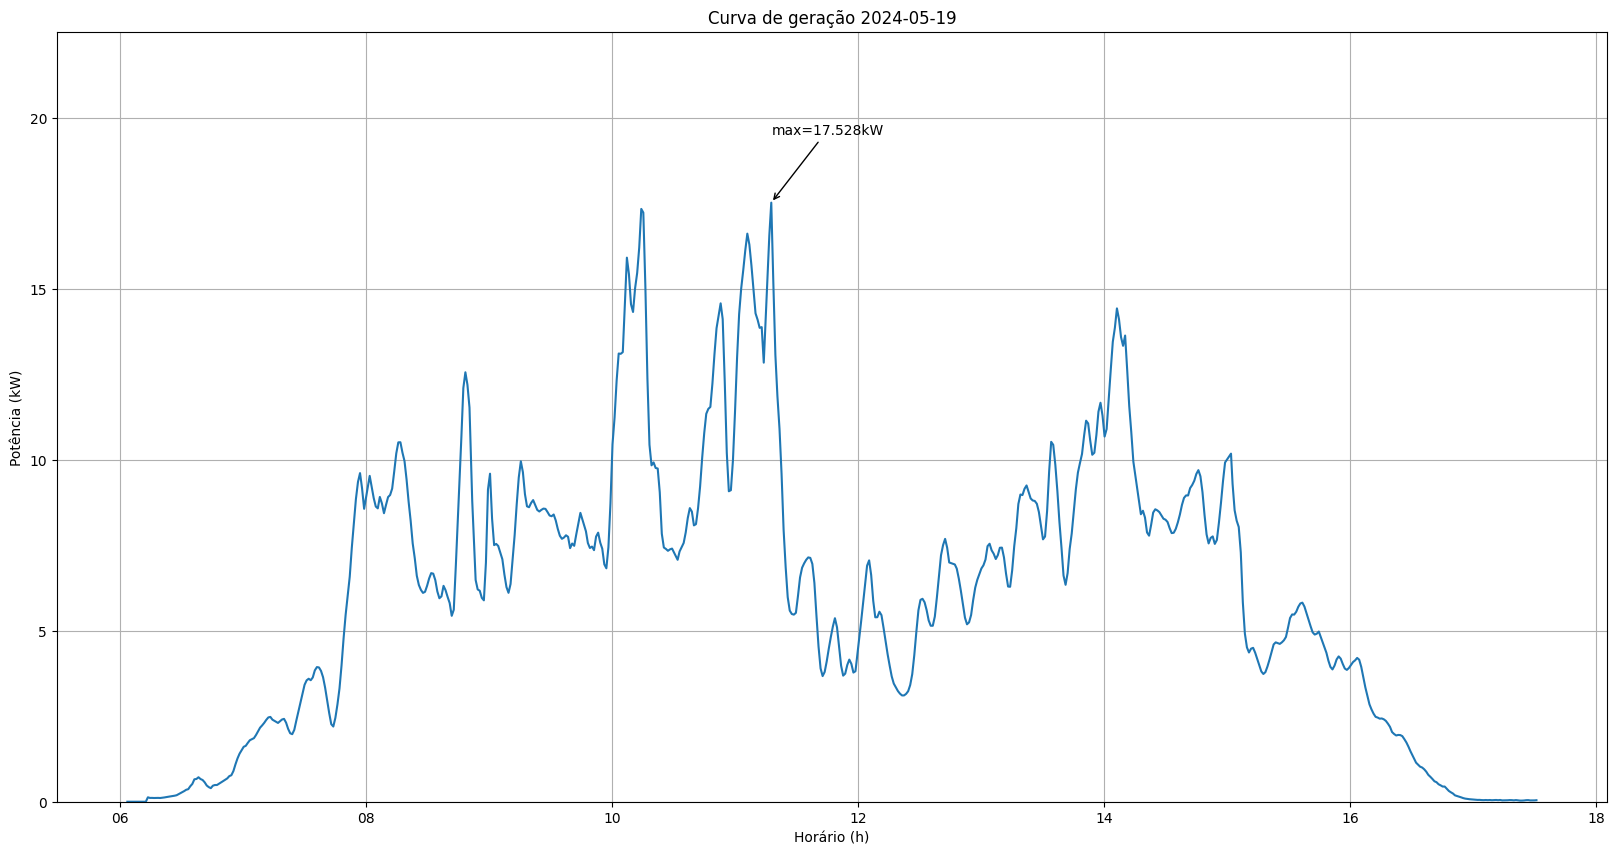 Curva de geração 2024-05-19
max=17.528kW
Potência (kW)
20
15
10
5
0
06 08 10 12 14 16 18
Horário (h)